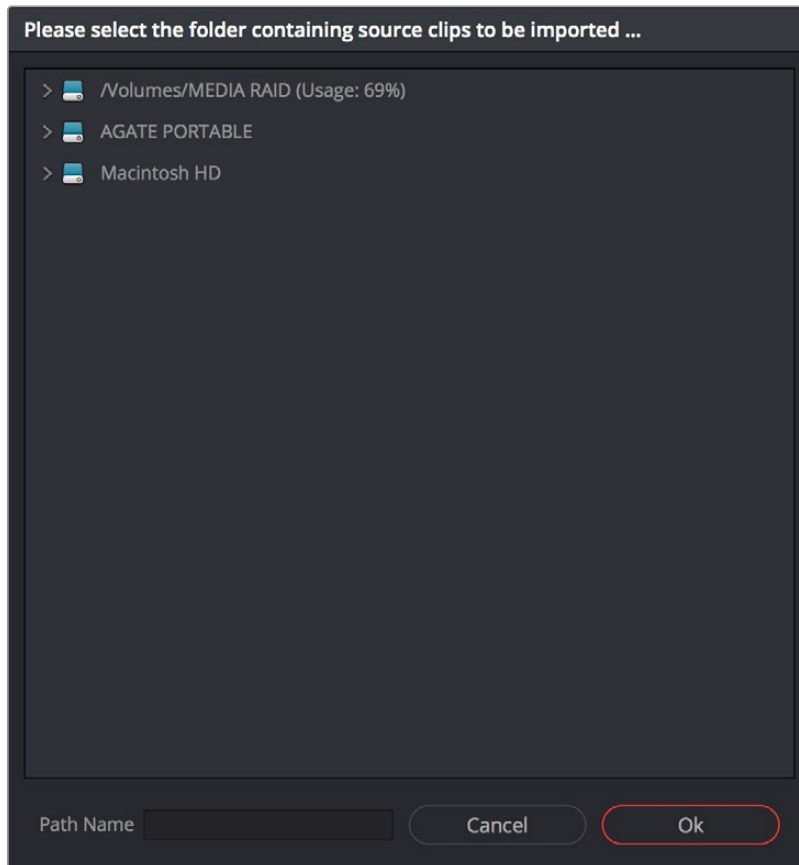 Please select the folder containing source clips to be imported ...
/Volumes/MEDIA RAID (Usage: 69%)
AGATE PORTABLE
Macintosh HD
Path Name Cancel Ok